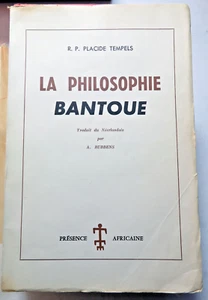 R. P. PLACIDE TEMPELS
LA PHILOSOPHIE
BANTOUE
Traduit du Néerlandais
par
A. RUBBENS
PRÉSENCE AFRICAINE